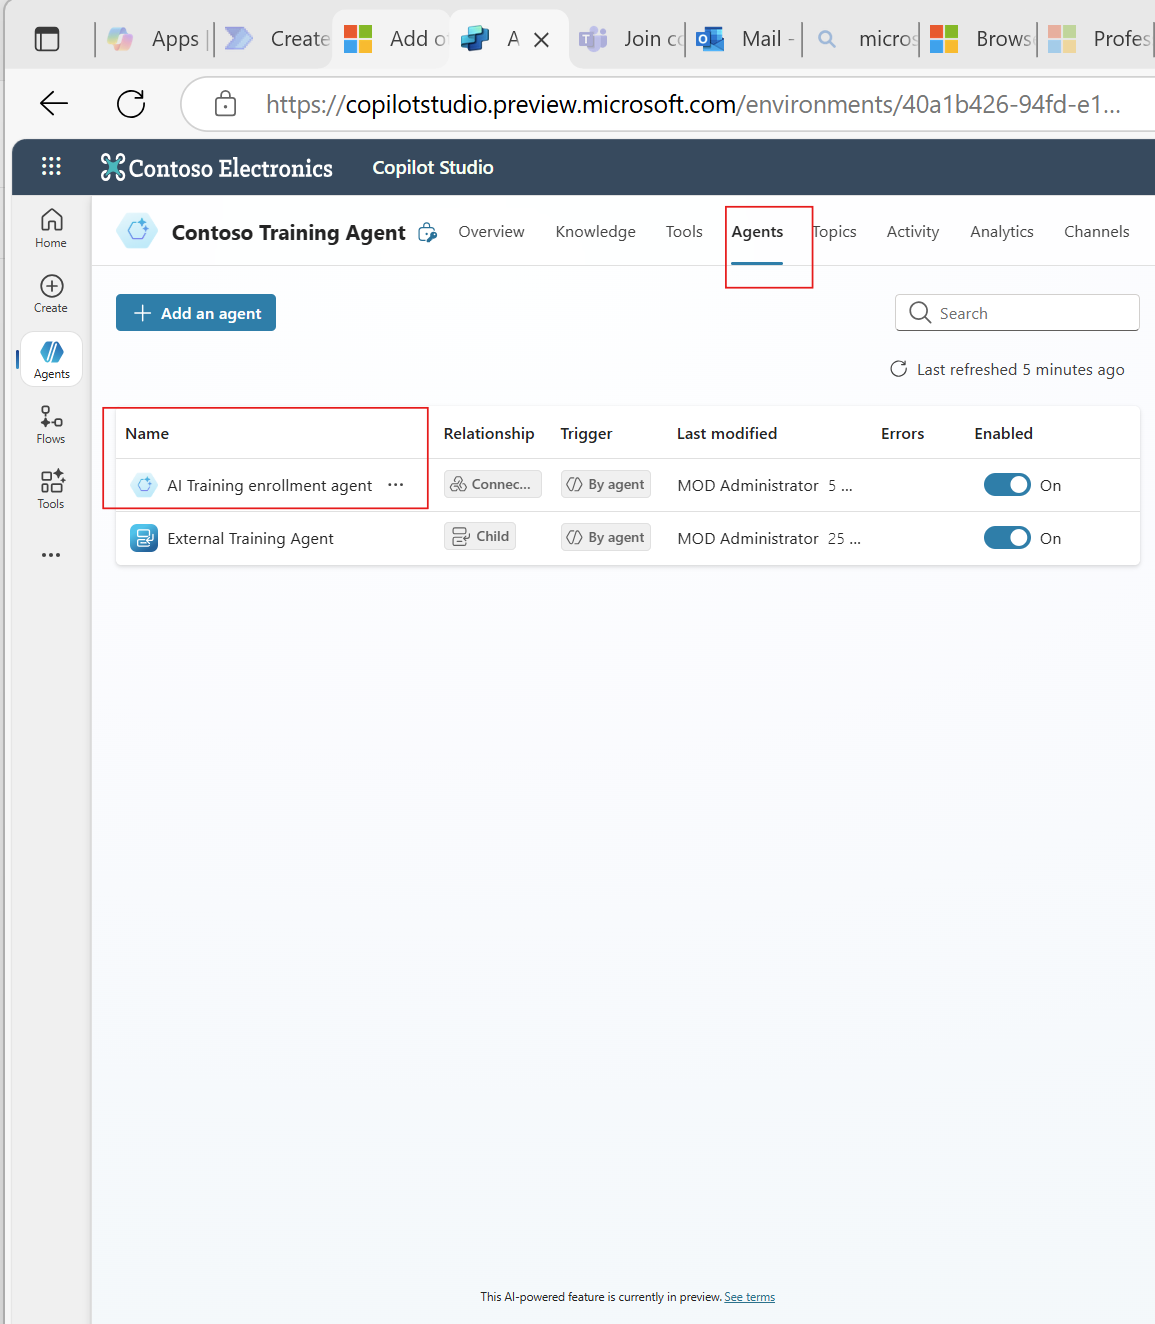 Apps
Create
Add o
A
Join co
Mail -
micros
Brows
Profes
https://copilotstudio.preview.microsoft.com/environments/40a1b426-94fd-e1...
Contoso Electronics
Copilot Studio
Home
Create
Agents
Flows
Tools
Contoso Training Agent
Overview
Knowledge
Tools
Agents
Topics
Activity
Analytics
Channels
Add an agent
Search
Last refreshed 5 minutes ago
Name Relationship Trigger Last modified Errors Enabled
AI Training enrollment agent ... Connec... By agent MOD Administrator 5 ... On
External Training Agent Child By agent MOD Administrator 25 ... On
This AI-powered feature is currently in preview. See terms